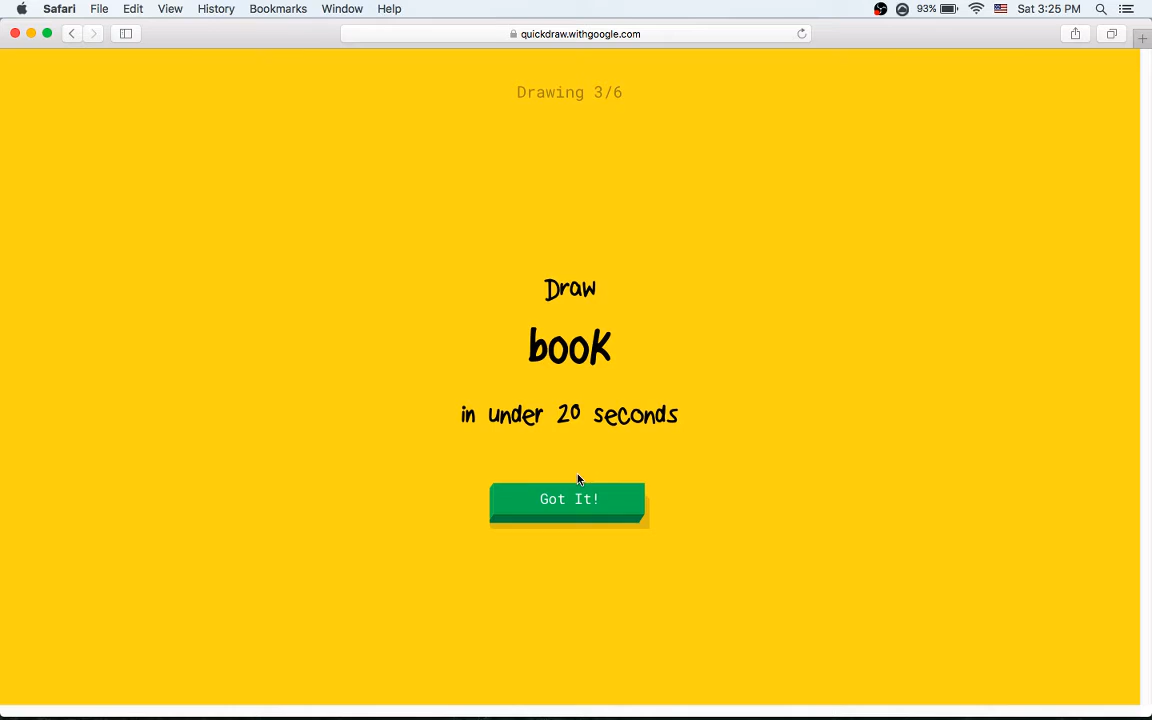 Safari File Edit View History Bookmarks Window Help 93% Sat 3:25 PM
quickdraw.withgoogle.com
Drawing 3/6
Draw
book
in under 20 seconds
Got It!